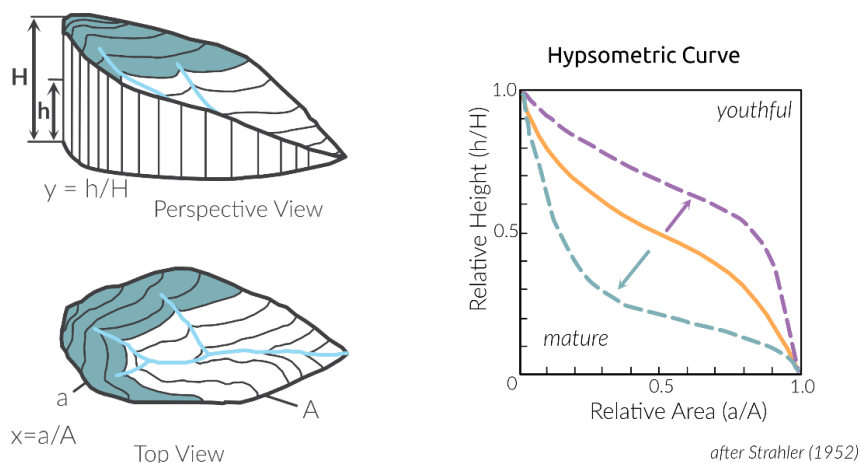 H
h
y = h/H
Perspective View
a
A
x=a/A
Top View
Hypsometric Curve
Relative Height (h/H)
1.0
0.5
youthful
mature
0
0.5
1.0
Relative Area (a/A)
after Strahler (1952)